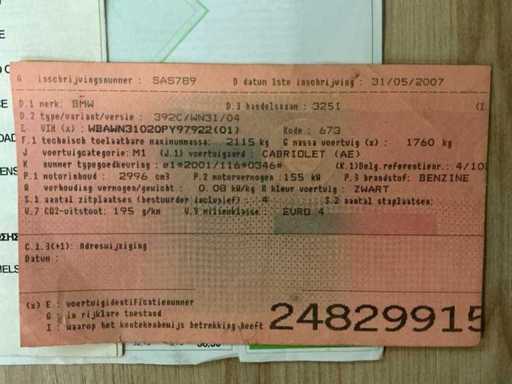 A inschrijvingsnummer : SAS789 D datum 1ste inschrijving : 31/05/2007
D.1 merk: BMW D.3 handelsnaam : 325I (I
D.2 type/variant/versie : 392C/WN31/04
E VIN (x) : WBAWN31020PY97922(01) Kode : 673
F.1 technisch toelaatbare maximummassa: 2115 kg G massa voertuig (x) : 1760 kg
J voertuigcategorie: M1 (J.1) voertuigaard : CABRIOLET (AE)
K nummer typegoedkeuring : e1*2001/116*0346* (K.1)Belg.referentienr.: 4/10
P.1 motorinhoud : 2996 cm3 P.2 motorvermogen : 155 kW P.3 brandstof: BENZINE
Q verhouding vermogen/gewicht : 0.08 kW/kg R kleur voertuig : ZWART
S.1 aantal zitplaatsen (bestuurder inclusief) : 4 S.2 aantal staplaatsen:
V.7 CO2-uitstoot: 195 g/km V.9 milieuklasse : EURO 4
C.1.3(+1): Adreswijziging
Datum :
(x) E : voertuigidentificatienummer
G : in rijklare toestand
I : waarop het kentekenbewijs betrekking heeft
24829915